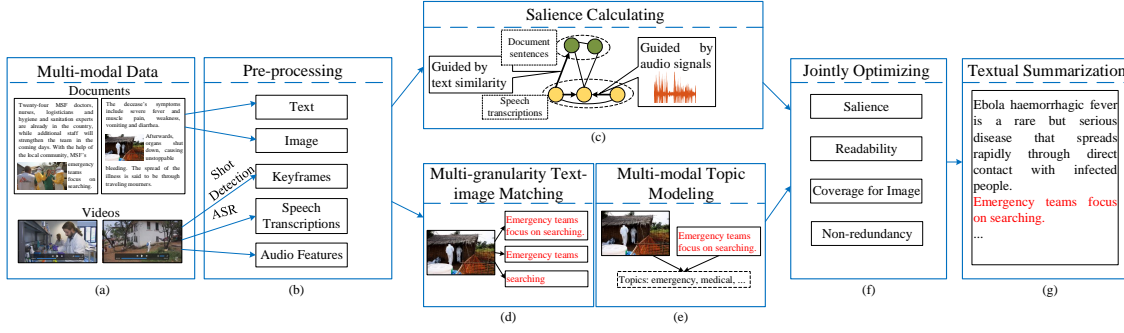 Multi-modal Data
Documents
Twenty-four MSF doctors,
nurses, logisticians and
hygiene and sanitation experts
are already in the country,
while additional staff will
strengthen the team in the
coming days. With the help of
the local community, MSF's
emergency
teams
focus on
searching.
The decease's symptoms
include severe fever and
muscle pain, weakness,
vomiting and diarrhea.
Afterwards,
organs shut
down, causing
unstoppable
bleeding. The spread of the
illness is said to be through
traveling mourners.
Videos
(a)
Pre-processing
Text
Image
Shot
Detection
Keyframes
ASR
Speech
Transcriptions
Audio Features
(b)
Salience Calculating
Document
sentences
Guided by
text similarity
Speech
transcriptions
Guided by
audio signals
(c)
Multi-granularity Text-
image Matching
Emergency teams
focus on searching.
Emergency teams
searching
(d)
Multi-modal Topic
Modeling
Emergency teams
focus on searching.
Topics: emergency, medical, ...
(e)
Jointly Optimizing
Salience
Readability
Coverage for Image
Non-redundancy
(f)
Textual Summarization
Ebola haemorrhagic fever
is a rare but serious
disease that spreads
rapidly through direct
contact with infected
people.
Emergency teams focus
on searching.
...
(g)